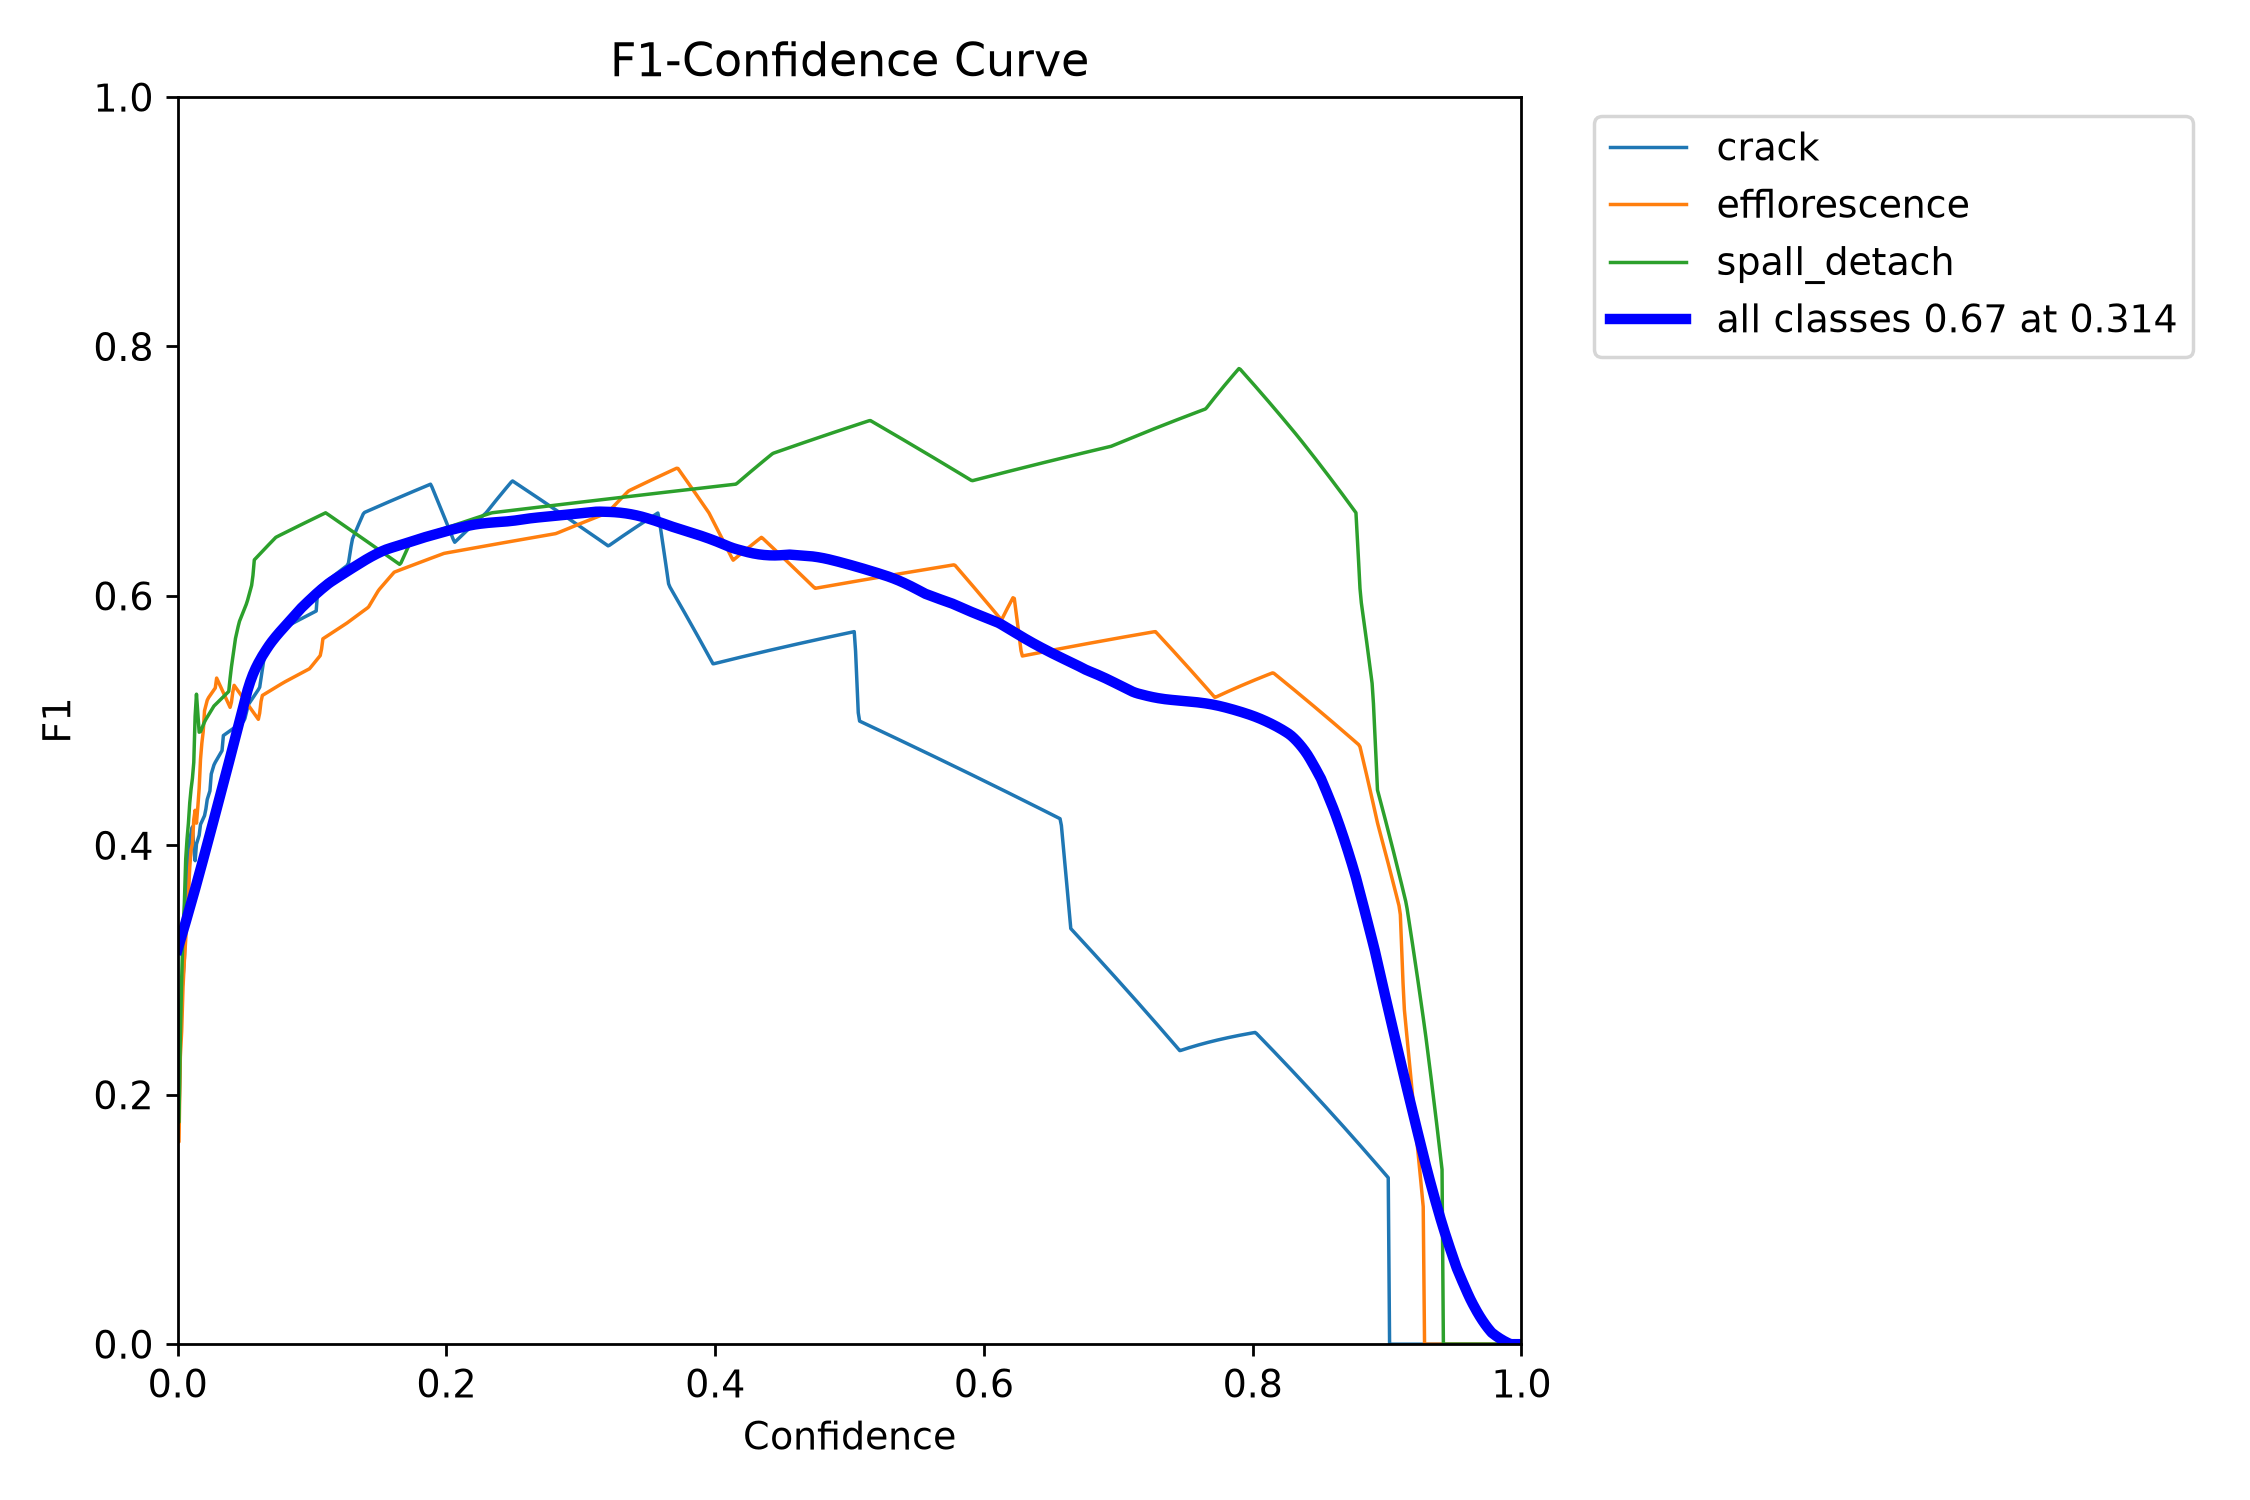 F1-Confidence Curve
1.0
0.8
0.6
0.4
0.2
0.0
F1
0.0 0.2 0.4 0.6 0.8 1.0
Confidence
crack
efflorescence
spall_detach
all classes 0.67 at 0.314